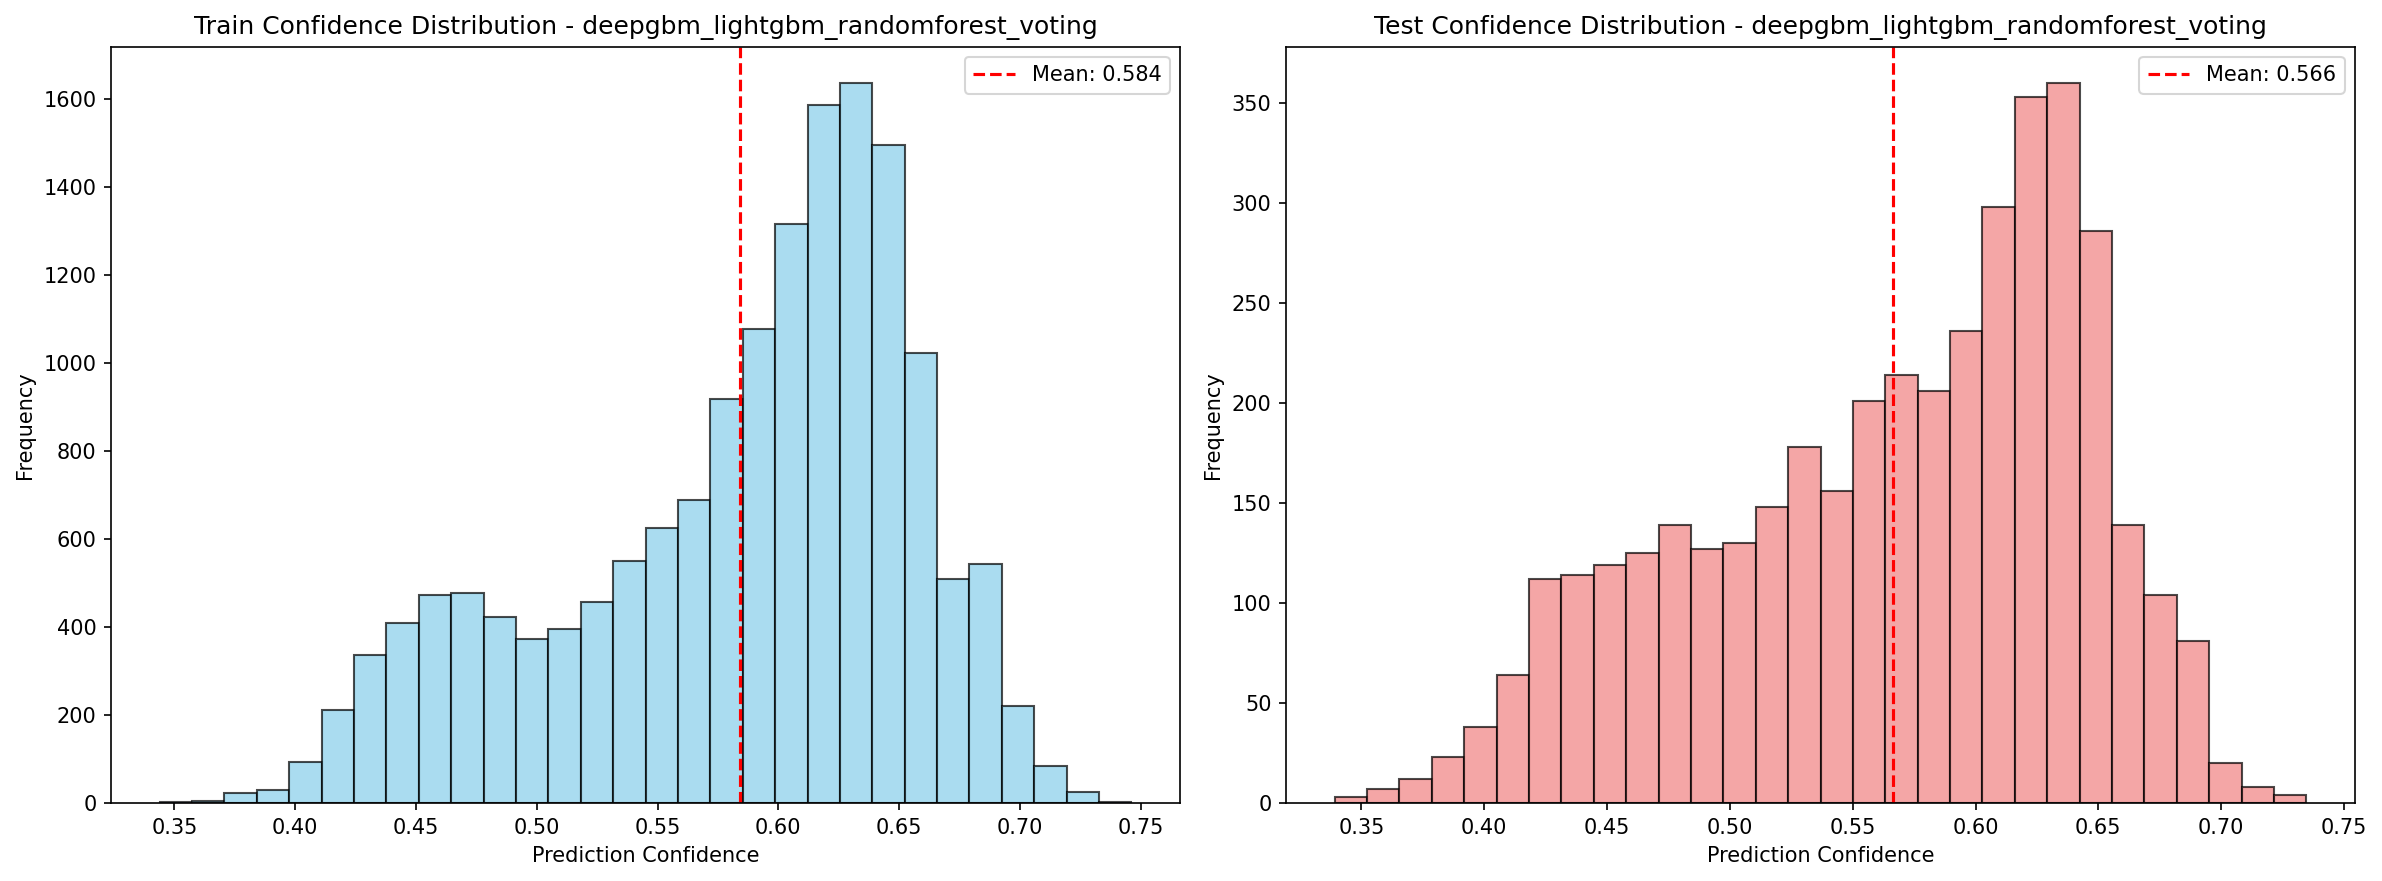 Train Confidence Distribution - deepgbm_lightgbm_randomforest_voting
Mean: 0.584
Frequency
1600
1400
1200
1000
800
600
400
200
0
0.35 0.40 0.45 0.50 0.55 0.60 0.65 0.70 0.75
Prediction Confidence
Test Confidence Distribution - deepgbm_lightgbm_randomforest_voting
Mean: 0.566
Frequency
350
300
250
200
150
100
50
0
0.35 0.40 0.45 0.50 0.55 0.60 0.65 0.70 0.75
Prediction Confidence